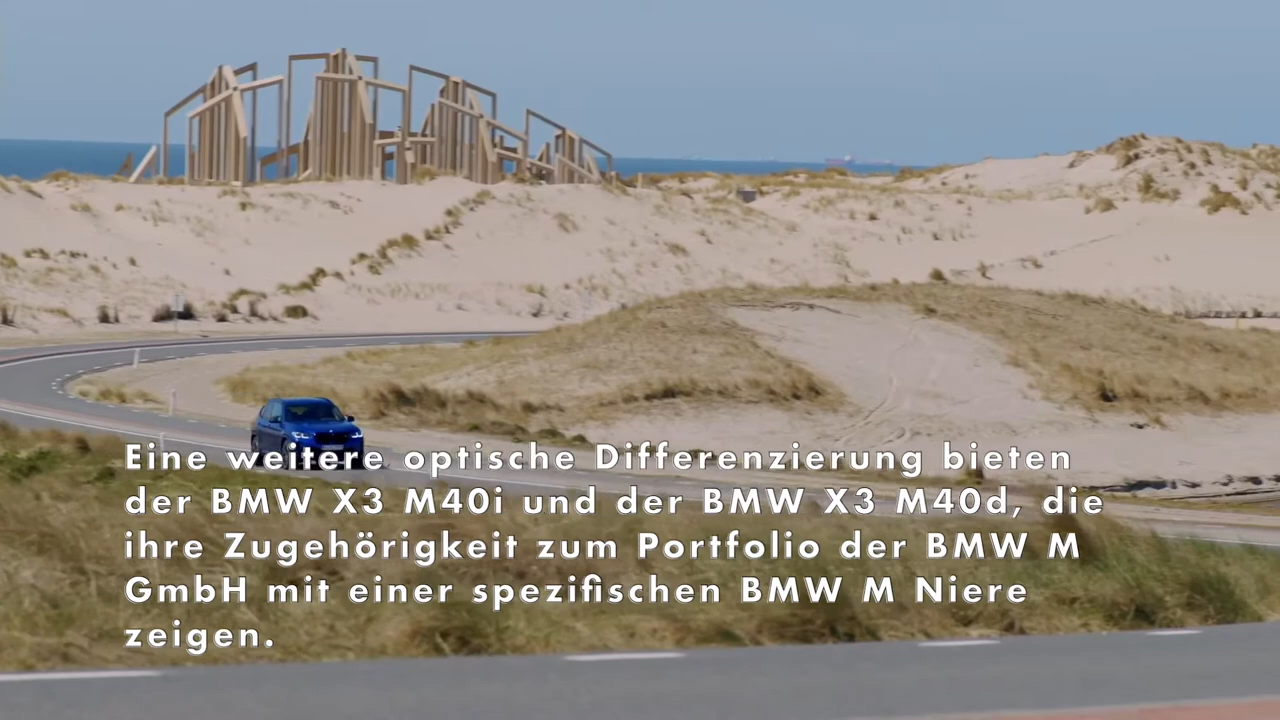 Eine weitere optische Differenzierung bieten
der BMW X3 M40i und der BMW X3 M40d, die
ihre Zugehörigkeit zum Portfolio der BMW M
GmbH mit einer spezifischen BMW M Niere
zeigen.